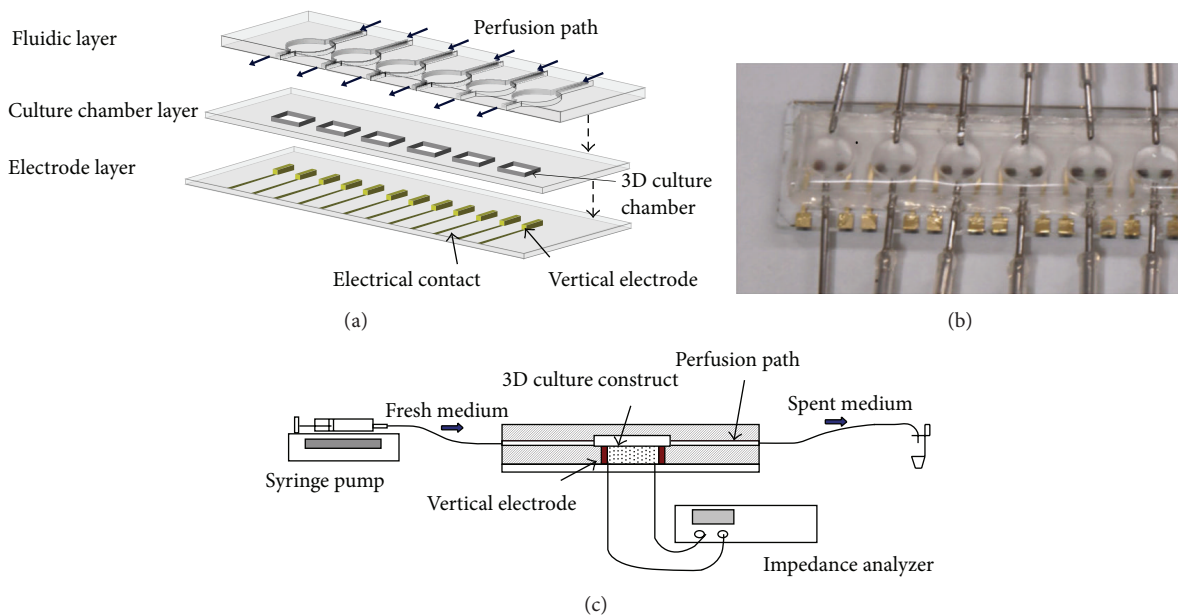 Fluidic layer
Perfusion path
Culture chamber layer
Electrode layer
3D culture
chamber
Electrical contact
Vertical electrode
(a)
(b)
Perfusion path
3D culture construct
Fresh medium
Spent medium
Syringe pump
Vertical electrode
Impedance analyzer
(c)